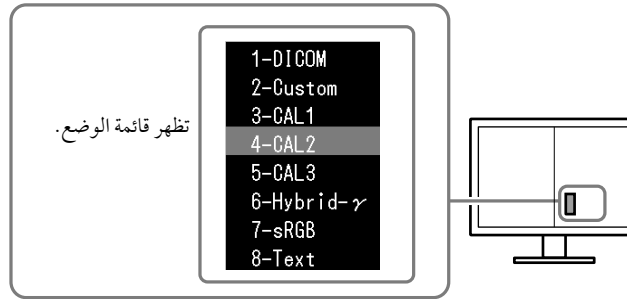 1-DICOM
2-Custom
3-CAL1
4-CAL2
5-CAL3
6-Hybrid-γ
7-sRGB
8-Text
تظهر قائمة الوضع.